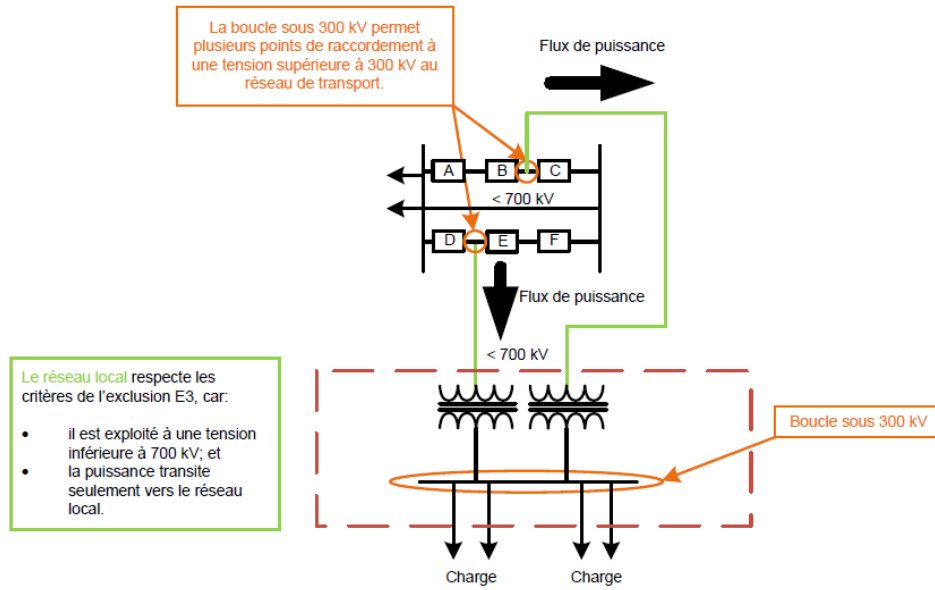 La boucle sous 300 kV permet
plusieurs points de raccordement à
une tension supérieure à 300 kV au
réseau de transport.
Flux de puissance
A
B
C
< 700 kV
D
E
F
Flux de puissance
< 700 kV
Le réseau local respecte les
critères de l'exclusion E3, car:
• il est exploité à une tension
inférieure à 700 kV; et
• la puissance transite
seulement vers le réseau
local.
Boucle sous 300 kV
Charge
Charge